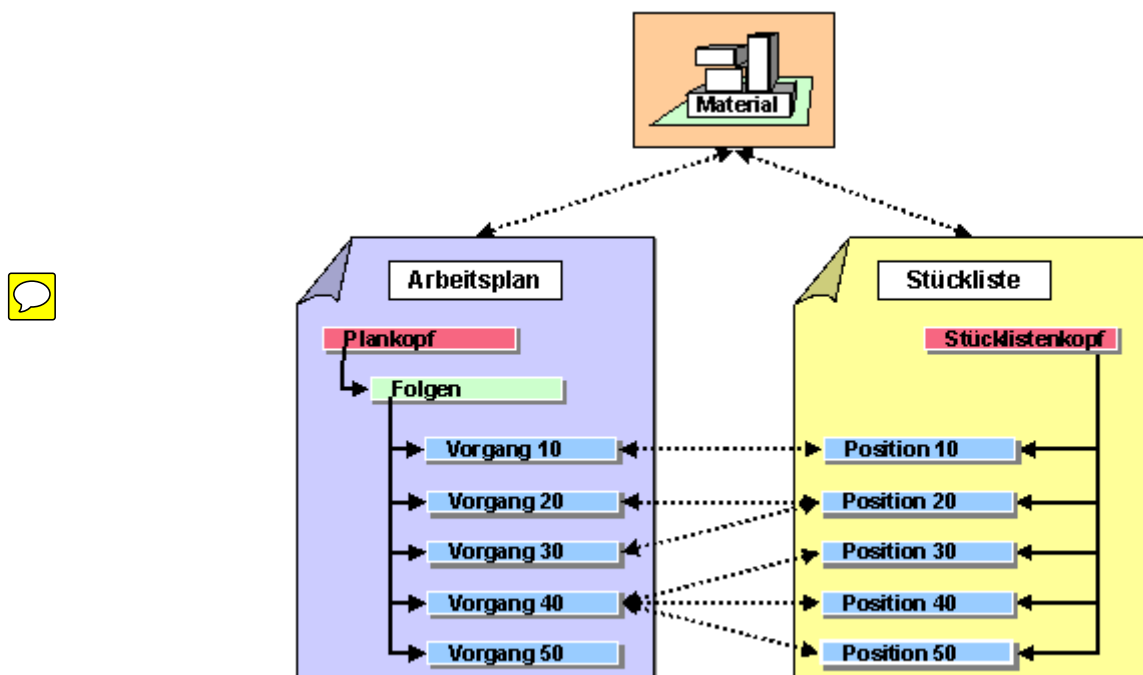 Material
Arbeitsplan
Stückliste
Plankopf
Stücklistenkopf
Folgen
Vorgang 10
Position 10
Vorgang 20
Position 20
Vorgang 30
Position 30
Vorgang 40
Position 40
Vorgang 50
Position 50